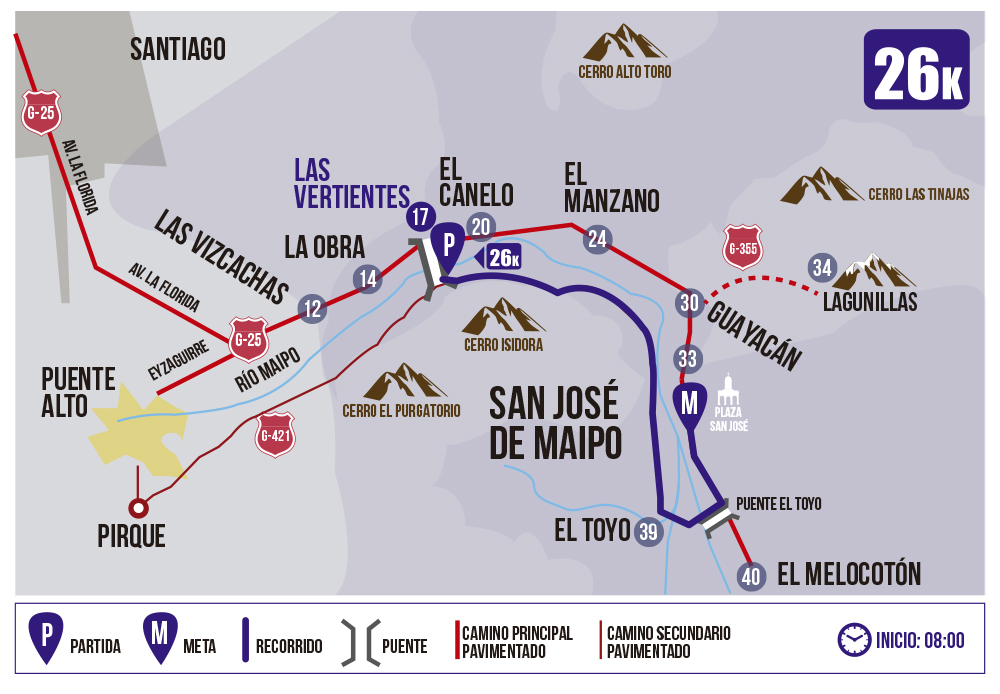 SANTIAGO
26K
CERRO ALTO TORO
G-25
AV. LA FLORIDA
LAS
VERTIENTES
17
EL
CANELO
EL
MANZANO
CERRO LAS TINAJAS
LAS VIZCACHAS
LA OBRA
P
20
24
26K
G-355
34
LAGUNILLAS
AV. LA FLORIDA
14
12
30
GUAYACÁN
G-25
EYZAGUIRRE
RÍO MAIPO
CERRO ISIDORA
33
PUENTE
ALTO
CERRO EL PURGATORIO
SAN JOSÉ
DE MAIPO
M
PLAZA
SAN JOSÉ
G-421
PUENTE EL TOYO
PIRQUE
EL TOYO
39
40
EL MELOCOTÓN
P
PARTIDA
M
META
RECORRIDO
PUENTE
CAMINO PRINCIPAL
PAVIMENTADO
CAMINO SECUNDARIO
PAVIMENTADO
INICIO: 08:00